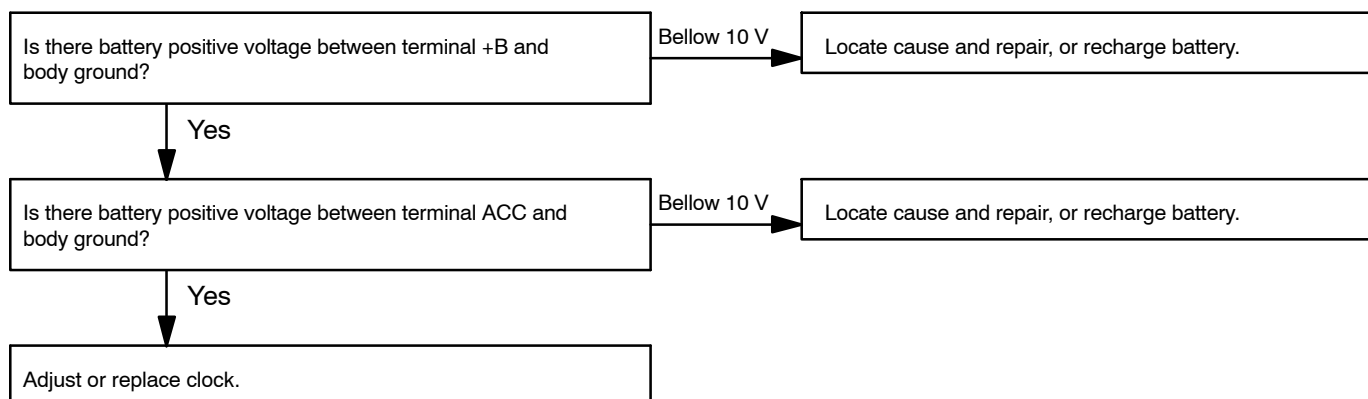 Is there battery positive voltage between terminal +B and
body ground?
Bellow 10 V
Locate cause and repair, or recharge battery.
Yes
Is there battery positive voltage between terminal ACC and
body ground?
Bellow 10 V
Locate cause and repair, or recharge battery.
Yes
Adjust or replace clock.